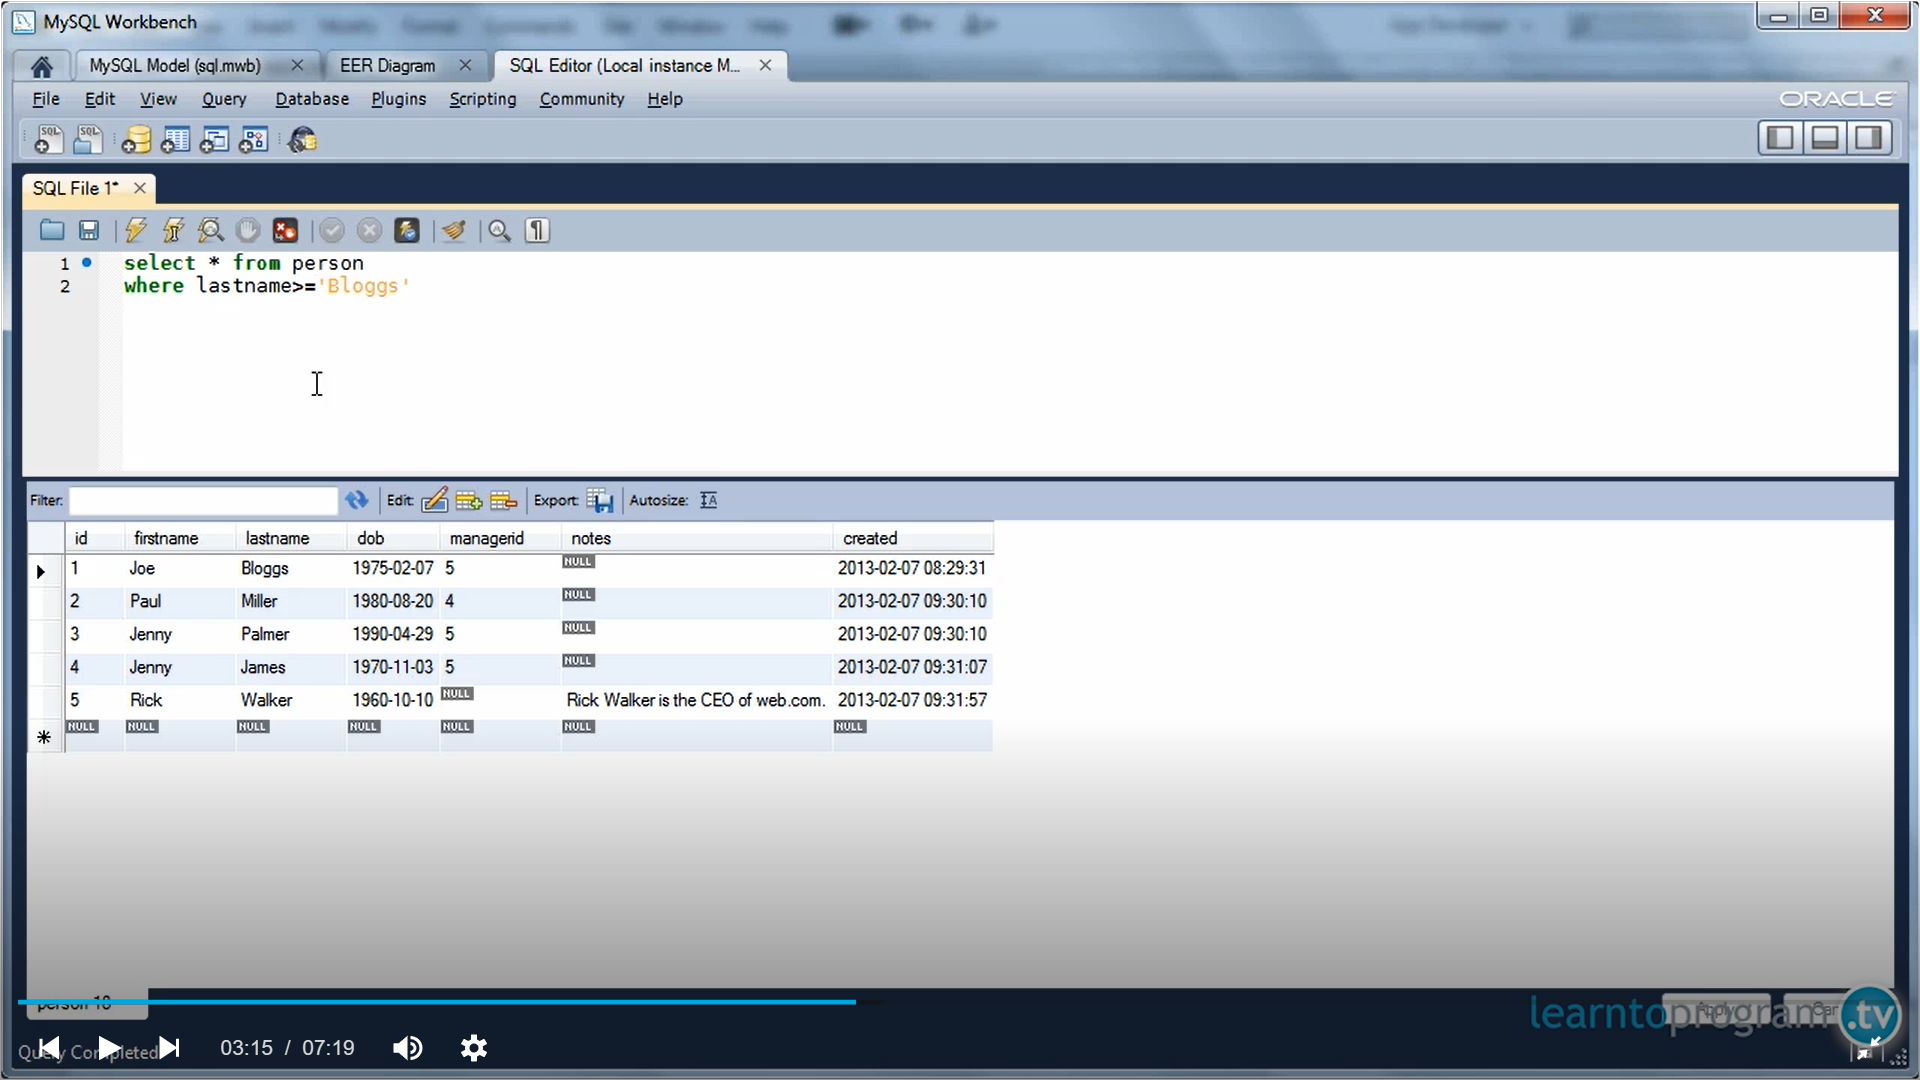 MySQL Workbench
MySQL Model (sql.mwb) EER Diagram SQL Editor (Local instance M...
File Edit View Query Database Plugins Scripting Community Help ORACLE
SQL File 1*
1 select * from person
2 where lastname>='Bloggs'
Filter: Edit: Export: Autosize:
id firstname lastname dob managerid notes created
1 Joe Bloggs 1975-02-07 5 NULL 2013-02-07 08:29:31
2 Paul Miller 1980-08-20 4 NULL 2013-02-07 09:30:10
3 Jenny Palmer 1990-04-29 5 NULL 2013-02-07 09:30:10
4 Jenny James 1970-11-03 5 NULL 2013-02-07 09:31:07
5 Rick Walker 1960-10-10 NULL Rick Walker is the CEO of web.com. 2013-02-07 09:31:57
NULL NULL NULL NULL NULL NULL NULL
learntoprogram.tv
Query Completed 03:15 / 07:19